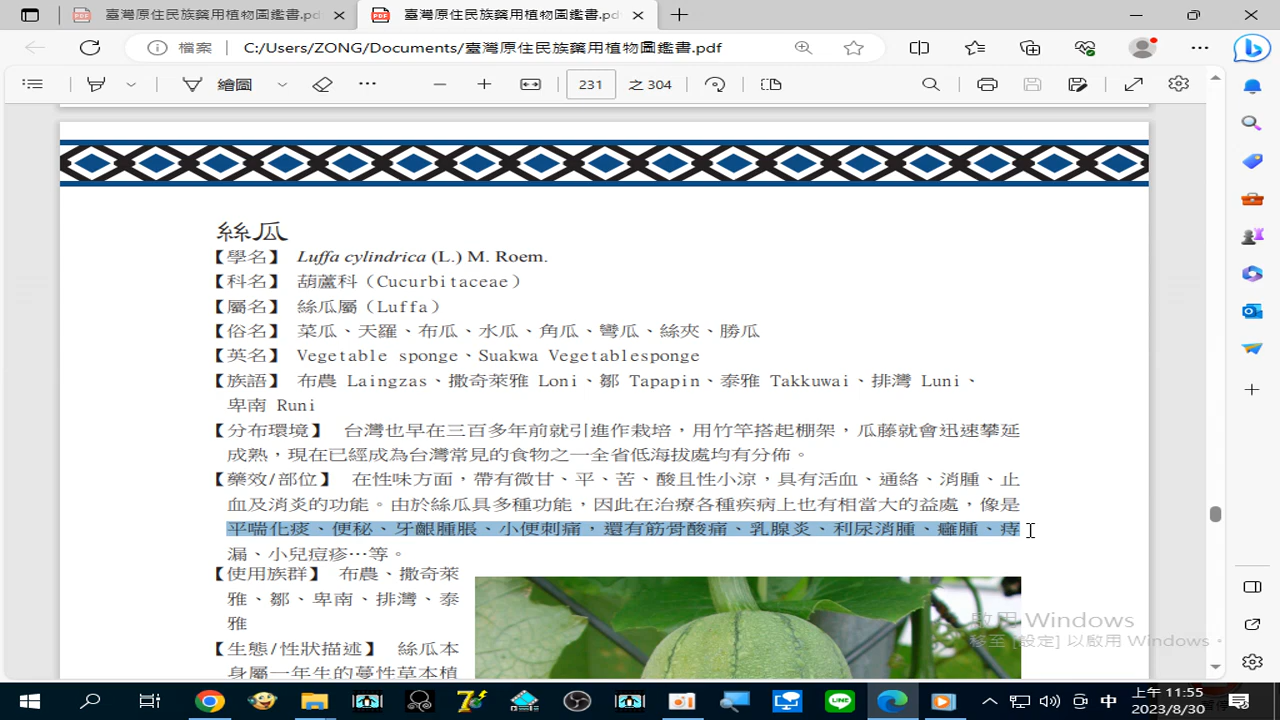 臺灣原住民族藥用植物圖鑑書.pd
臺灣原住民族藥用植物圖鑑書.pd
檔案
C:/Users/ZONG/Documents/臺灣原住民族藥用植物圖鑑書.pdf
繪圖
231 之 304
絲瓜
【學名】 Luffa cylindrica (L.) M. Roem.
【科名】 葫蘆科（Cucurbitaceae）
【屬名】 絲瓜屬（Luffa）
【俗名】 菜瓜、天羅、布瓜、水瓜、角瓜、彎瓜、絲夾、勝瓜
【英名】 Vegetable sponge、Suakwa Vegetablesponge
【族語】 布農 Laingzas、撒奇萊雅 Loni、鄒 Tapapin、泰雅 Takkuwai、排灣 Luni、
卑南 Runi
【分布環境】 台灣也早在三百多年前就引進作栽培，用竹竿搭起棚架，瓜藤就會迅速攀延
成熟，現在已經成為台灣常見的食物之一全省低海拔處均有分佈。
【藥效/部位】 在性味方面，帶有微甘、平、苦、酸且性小涼，具有活血、通絡、消腫、止
血及消炎的功能。由於絲瓜具多種功能，因此在治療各種疾病上也有相當大的益處，像是
平喘化痰、便秘、牙齦腫脹、小便刺痛，還有筋骨酸痛、乳腺炎、利尿消腫、癰腫、痔
漏、小兒痘疹…等。
【使用族群】 布農、撒奇萊
雅、鄒、卑南、排灣、泰
雅
【生態/性狀描述】 絲瓜本
身屬一年生的蔓性草本植
啟用 Windows
移至 [設定] 以啟用 Windows。
中
上午 11:55
2023/8/30